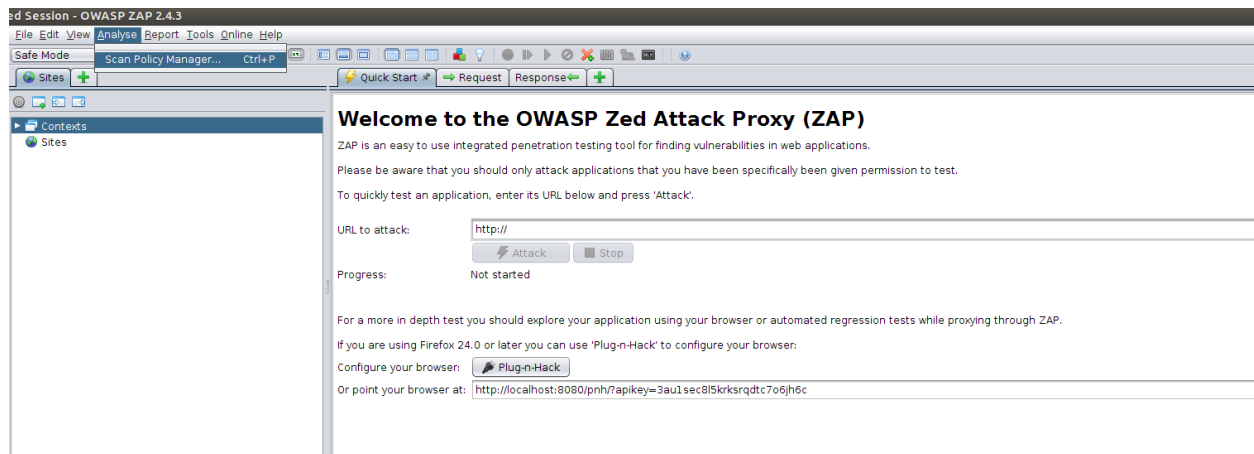 ed Session - OWASP ZAP 2.4.3
File Edit View Analyse Report Tools Online Help
Safe Mode
Scan Policy Manager... Ctrl+P
Sites
Quick Start Request Response
Contexts
Sites
Welcome to the OWASP Zed Attack Proxy (ZAP)
ZAP is an easy to use integrated penetration testing tool for finding vulnerabilities in web applications.
Please be aware that you should only attack applications that you have been specifically been given permission to test.
To quickly test an application, enter its URL below and press 'Attack'.
URL to attack: http://
Attack Stop
Progress: Not started
For a more in depth test you should explore your application using your browser or automated regression tests while proxying through ZAP.
If you are using Firefox 24.0 or later you can use 'Plug-n-Hack' to configure your browser:
Configure your browser: Plug-n-Hack
Or point your browser at: http://localhost:8080/pnh/?apikey=3au1sec8l5krksrqdtc7o6jh6c